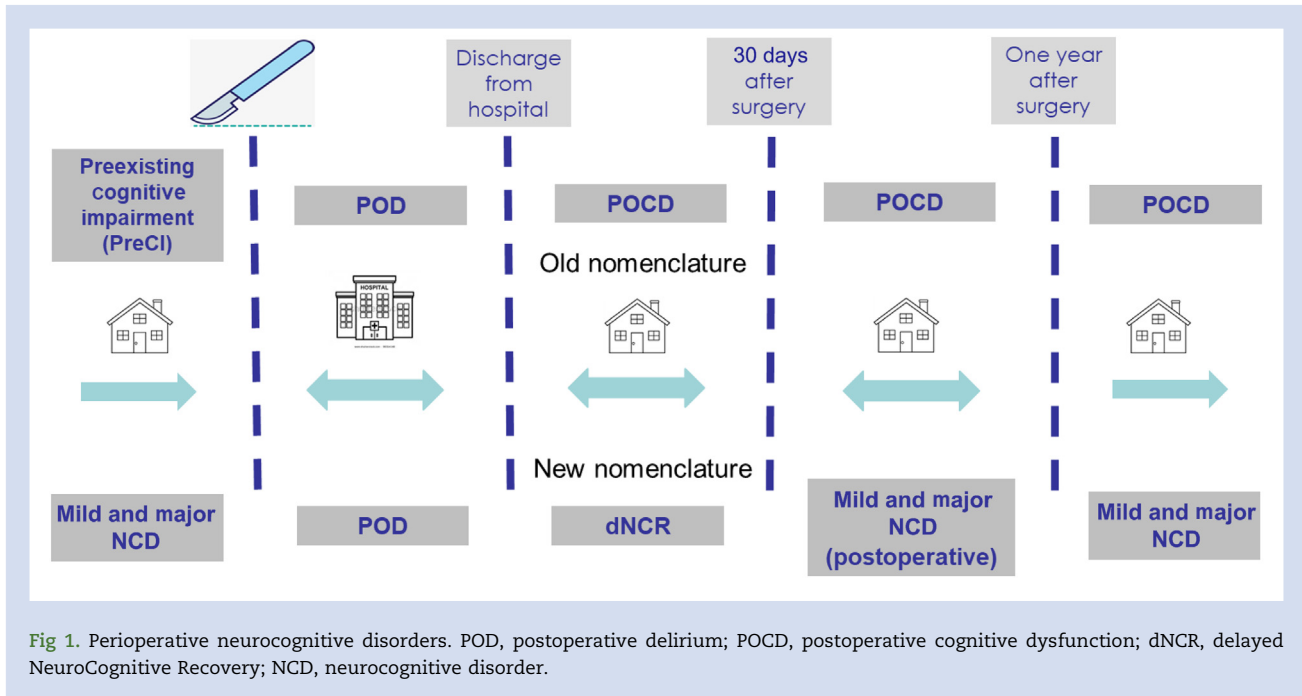 Discharge
from
hospital
30 days
after
surgery
One year
after
surgery
Preexisting
cognitive
impairment
(PreCI)
POD
POCD
POCD
POCD
Old nomenclature
HOSPITAL
New nomenclature
Mild and major
NCD
POD
dNCR
Mild and major
NCD
(postoperative)
Mild and major
NCD
Fig 1. Perioperative neurocognitive disorders. POD, postoperative delirium; POCD, postoperative cognitive dysfunction; dNCR, delayed
NeuroCognitive Recovery; NCD, neurocognitive disorder.